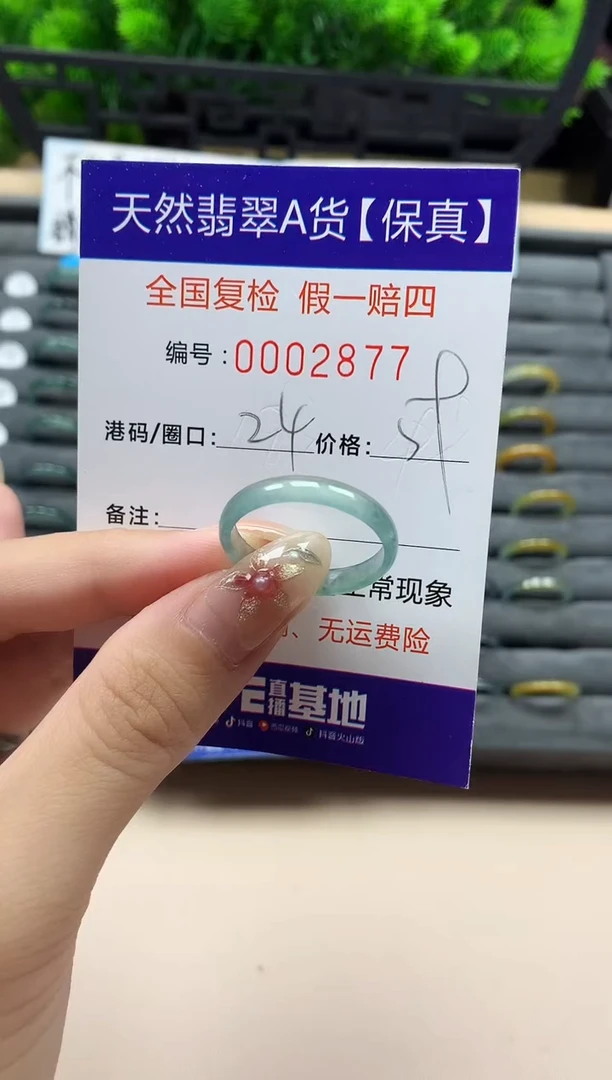 天然翡翠A货【保真】
全国复检 假一赔四
编号:0002877
港码/圈口: 24 价格:
备注:
正常现象
、无运费险
E直播基地
抖音 抖音火山版